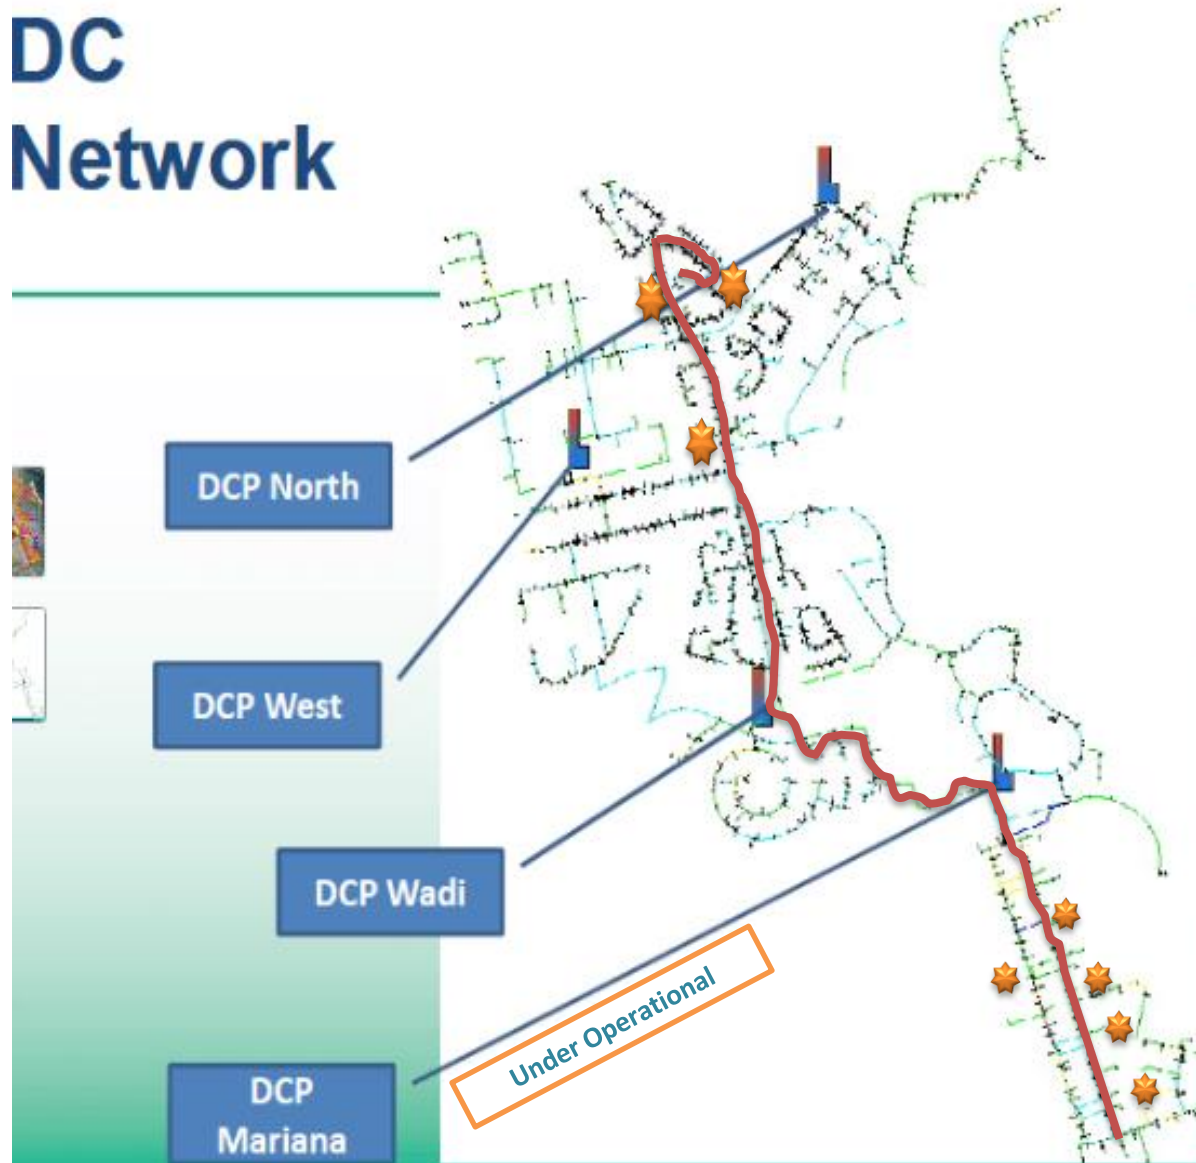 DC
Network
DCP North
DCP West
DCP Wadi
Under Operational
DCP
Mariana